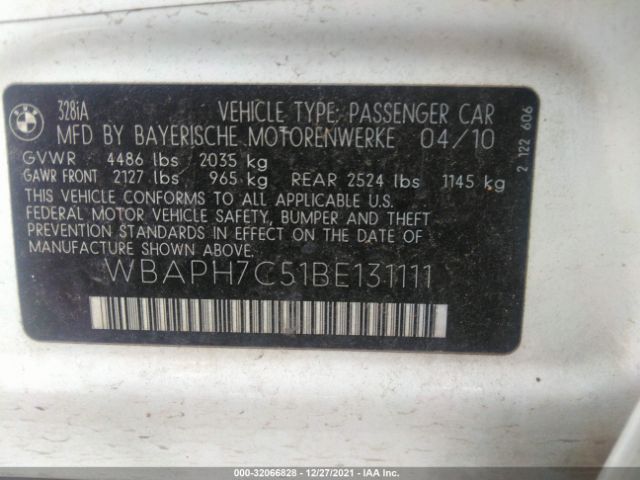 BMW
328iA
VEHICLE TYPE: PASSENGER CAR
MFD BY BAYERISCHE MOTORENWERKE 04/10
GVWR 4486 lbs 2035 kg
GAWR FRONT 2127 lbs 965 kg REAR 2524 lbs 1145 kg
THIS VEHICLE CONFORMS TO ALL APPLICABLE U.S.
FEDERAL MOTOR VEHICLE SAFETY, BUMPER AND THEFT
PREVENTION STANDARDS IN EFFECT ON THE DATE OF
MANUFACTURE SHOWN ABOVE.
WBAPH7C51BE131111
2 122 606
000-32066828 - 12/27/2021 - IAA Inc.